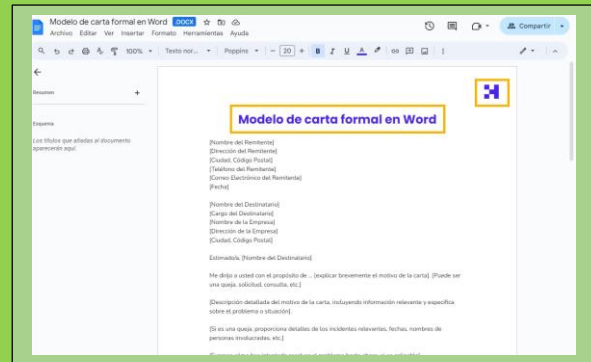 Modelo de carta formal en Word .DOCX
Archivo Editar Ver Insertar Formato Herramientas Ayuda
Compartir
100% Texto nor... Poppins - 20 + B I U A
Resumen +
Esquema
Los títulos que añadas al documento
aparecerán aquí.
Modelo de carta formal en Word
[Nombre del Remitente]
[Dirección del Remitente]
[Ciudad, Código Postal]
[Teléfono del Remitente]
[Correo Electrónico del Remitente]
[Fecha]
[Nombre del Destinatario]
[Cargo del Destinatario]
[Nombre de la Empresa]
[Dirección de la Empresa]
[Ciudad, Código Postal]
Estimado/a, [Nombre del Destinatario]
Me dirijo a usted con el propósito de ... [explicar brevemente el motivo de la carta]. [Puede ser
una queja, solicitud, consulta, etc.]
[Descripción detallada del motivo de la carta, incluyendo información relevante y específica
sobre el problema o situación].
[Si es una queja, proporciona detalles de los incidentes relevantes, fechas, nombres de
personas involucradas, etc.]